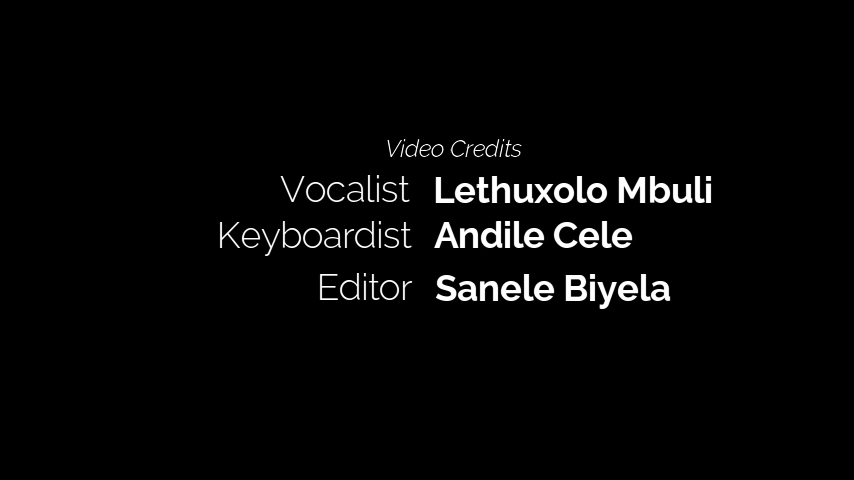 Video Credits
Vocalist Lethuxolo Mbuli
Keyboardist Andile Cele
Editor Sanele Biyela